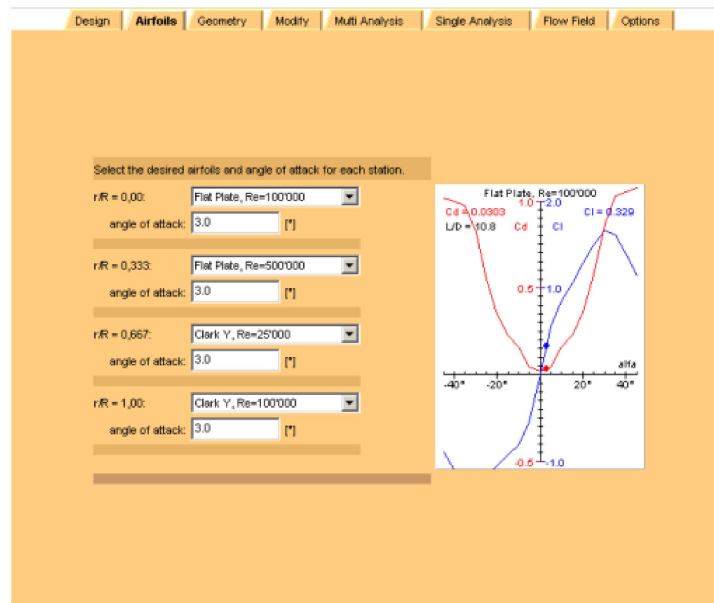 Design Airfoils Geometry Modify Multi Analysis Single Analysis Flow Field Options
Select the desired airfoils and angle of attack for each station.
r/R = 0,00: Flat Plate, Re=100'000
angle of attack: 3.0 [°]
r/R = 0,333: Flat Plate, Re=500'000
angle of attack: 3.0 [°]
r/R = 0,667: Clark Y, Re=25'000
angle of attack: 3.0 [°]
r/R = 1,00: Clark Y, Re=100'000
angle of attack: 3.0 [°]
Flat Plate, Re=100'000
Cd = 0.0303 1.0 2.0 Cl = 0.329
L/D = 10.8 Cd Cl
0.5 1.0
alfa
-40° -20° 20° 40°
-0.5 -1.0